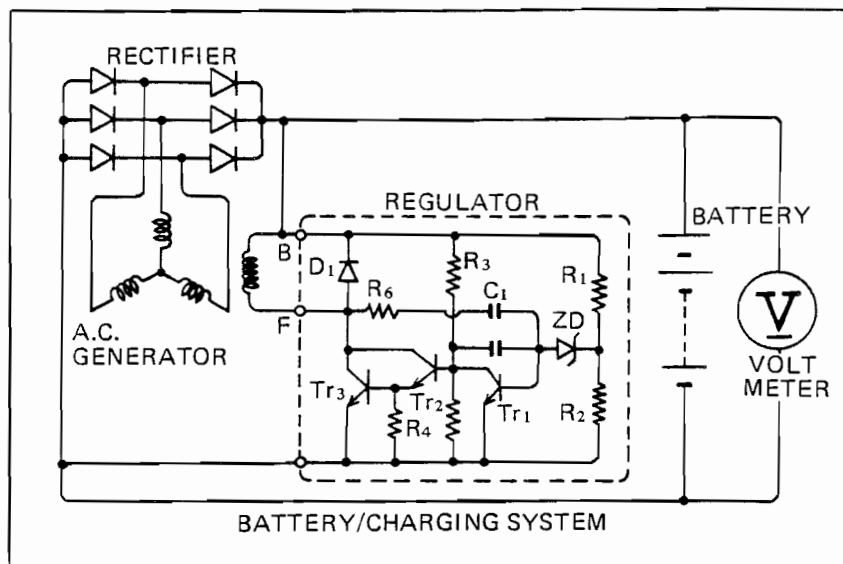 RECTIFIER
REGULATOR
BATTERY
B
D1
R3
R1
R6
C1
ZD
F
A.C.
GENERATOR
V
VOLT
METER
Tr3
Tr2
R4
Tr1
R2
BATTERY/CHARGING SYSTEM